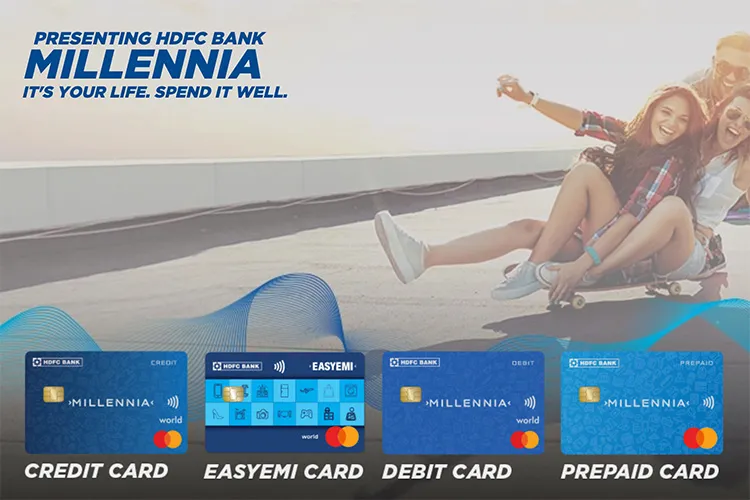 PRESENTING HDFC BANK
MILLENNIA
IT'S YOUR LIFE. SPEND IT WELL.
HDFC BANK CREDIT
MILLENNIA
world
CREDIT CARD
HDFC BANK EASYEMI
world
EASYEMI CARD
HDFC BANK DEBIT
MILLENNIA
world
DEBIT CARD
HDFC BANK PREPAID
MILLENNIA
PREPAID CARD